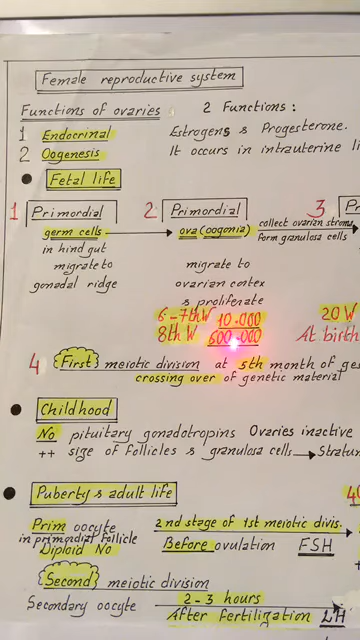 Female reproductive system
Functions of ovaries : 2 Functions :
1 Endocrinal Estrogens & Progesterone.
2 Oogenesis It occurs in intrauterine
Fetal life
1 Primordial 2 Primordial 3
germ cells → ova (oogonia) collect ovarian stroma
form granulosa cells
in hind gut
migrate to migrate to
gonadal ridge ovarian cortex
& proliferate
6-7th W 10.000 20 W
8th W 600.000 At birth
4 First meiotic division at 5th month of
crossing over of genetic material
Childhood
No pituitary gonadotropins Ovaries inactive
++ size of follicles & granulosa cells →
Puberty & adult life
Prim oocyte 2nd stage of 1st meiotic divis.
in primordial follicle
Diploid No Before ovulation FSH
Second meiotic division
Secondary oocyte 2-3 hours
After fertilization LH